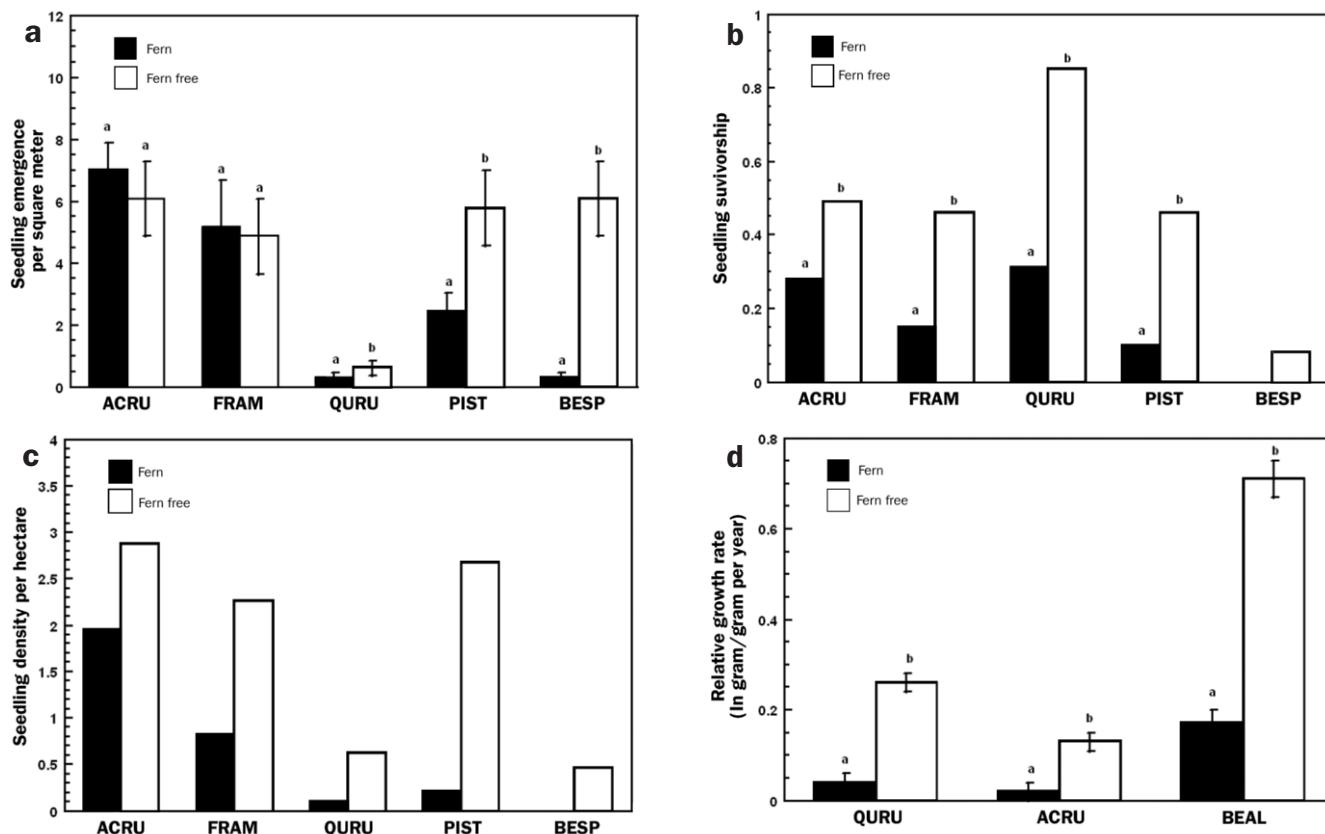 a
12
10
8
6
4
2
0
Seedling emergence
per square meter
Fern
Fern free
a
a
a
a
a
b
a
b
a
b
ACRU FRAM QURU PIST BESP
b
1
0.8
0.6
0.4
0.2
0
Seedling suvivorship
Fern
Fern free
a
b
a
b
a
b
a
b
ACRU FRAM QURU PIST BESP
c
4
3.5
3
2.5
2
1.5
1
0.5
0
Seedling density per hectare
Fern
Fern free
ACRU FRAM QURU PIST BESP
d
0.8
0.6
0.4
0.2
0
Relative growth rate
(In gram/gram per year)
Fern
Fern free
a
b
a
b
a
b
QURU ACRU BEAL